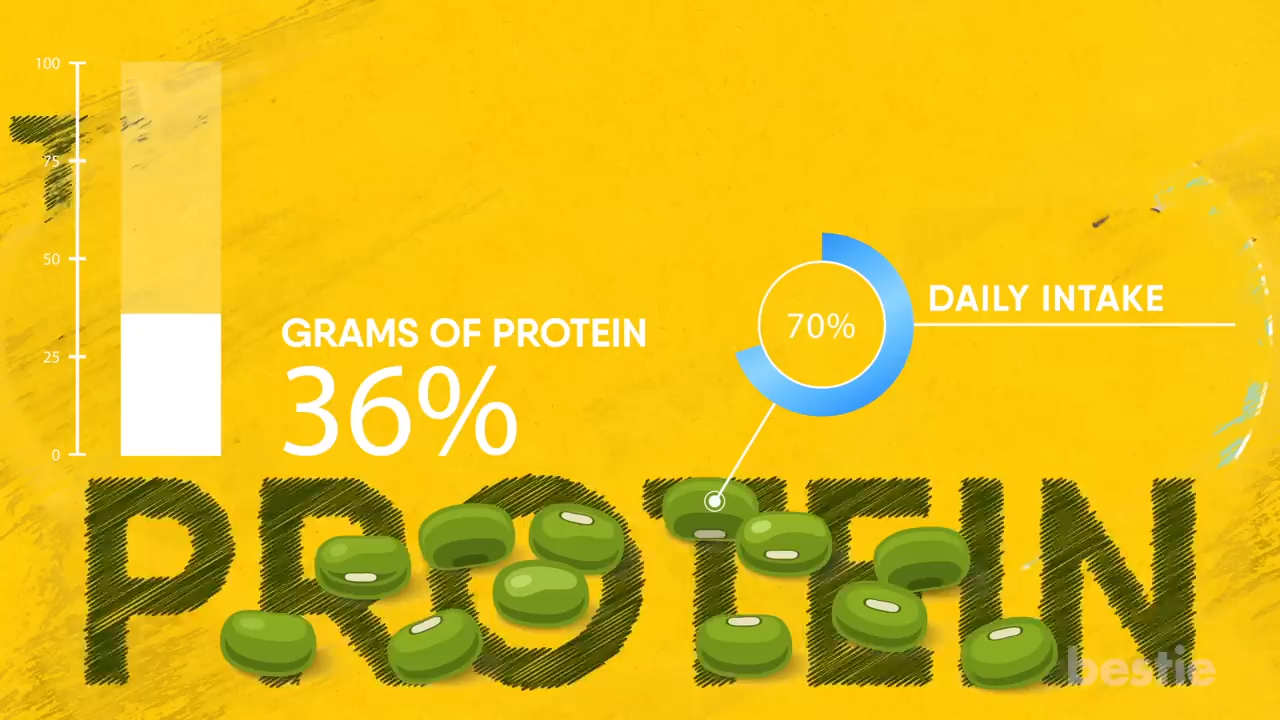 100
75
50
25
0
T
GRAMS OF PROTEIN
36%
70%
DAILY INTAKE
PROTEIN
bestie